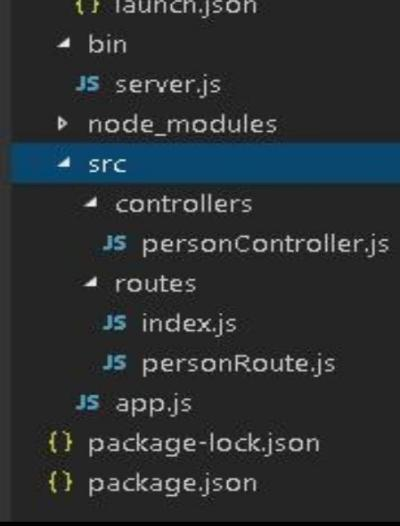 {} launch.json
bin
JS server.js
node_modules
src
controllers
JS personController.js
routes
JS index.js
JS personRoute.js
JS app.js
{} package-lock.json
{} package.json